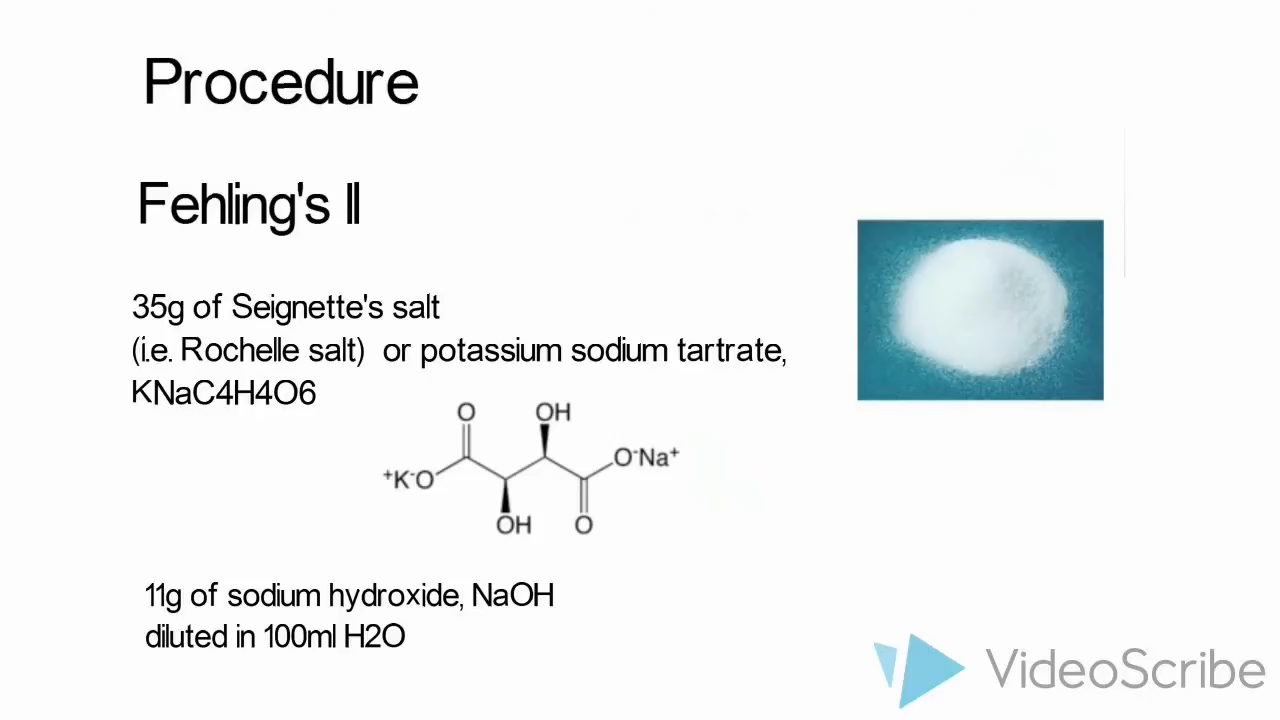 Procedure
Fehling's II
35g of Seignette's salt
(i.e. Rochelle salt) or potassium sodium tartrate,
KNaC4H4O6
O
OH
⁺K⁻O
O⁻Na⁺
OH
O
11g of sodium hydroxide, NaOH
diluted in 100ml H2O
VideoScribe